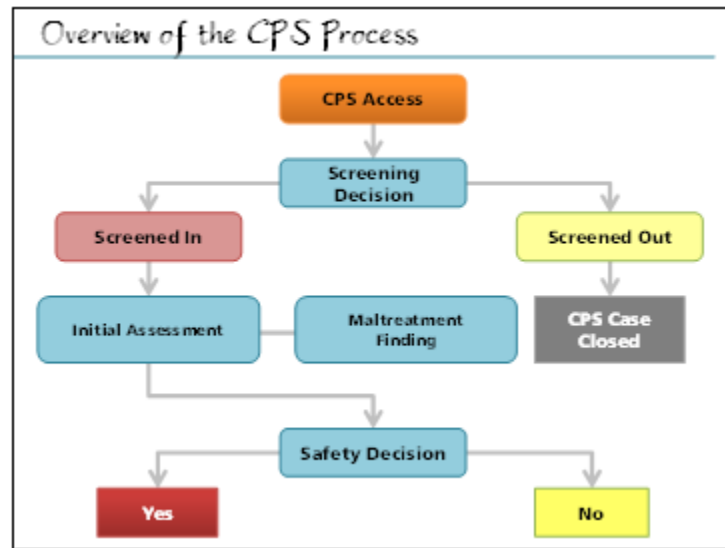 Overview of the CPS Process
CPS Access
Screening
Decision
Screened In
Screened Out
Initial Assessment
Maltreatment
Finding
CPS Case
Closed
Safety Decision
Yes
No